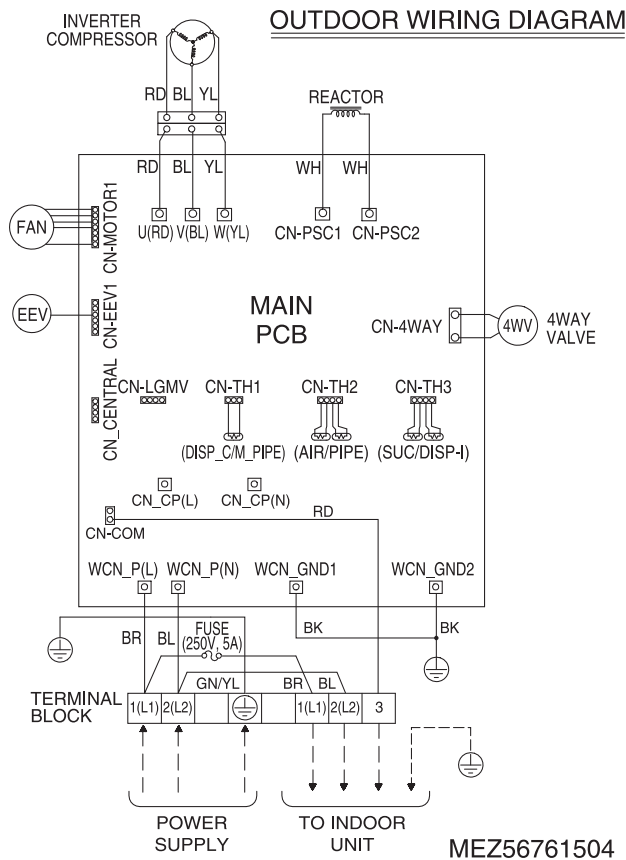 OUTDOOR WIRING DIAGRAM
INVERTER
COMPRESSOR
RD BL YL
REACTOR
RD BL YL
WH WH
FAN
CN-MOTOR1
U(RD) V(BL) W(YL)
CN-PSC1 CN-PSC2
EEV
CN-EEV1
MAIN
PCB
CN-4WAY
4WV
4WAY
VALVE
CN_CENTRAL
CN-LGMV
CN-TH1
CN-TH2
CN-TH3
(DISP_C/M_PIPE) (AIR/PIPE) (SUC/DISP-I)
CN_CP(L) CN_CP(N)
RD
CN-COM
WCN_P(L) WCN_P(N) WCN_GND1 WCN_GND2
BR BL
FUSE
(250V, 5A)
BK BK
GN/YL BR BL
TERMINAL
BLOCK
1(L1) 2(L2) 1(L1) 2(L2) 3
POWER
SUPPLY
TO INDOOR
UNIT
MEZ56761504